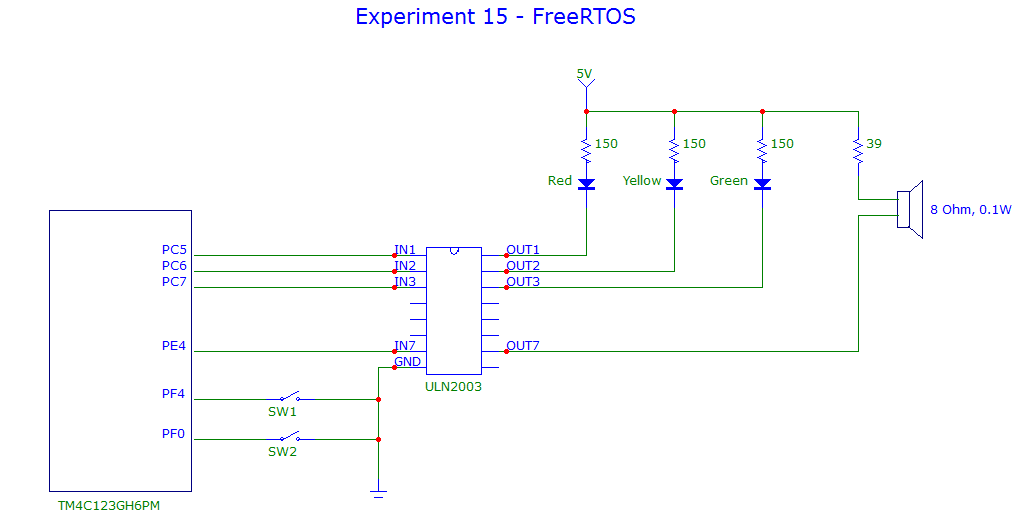 Experiment 15 - FreeRTOS
5V
150 150 150 39
Red Yellow Green
8 Ohm, 0.1W
PC5 IN1 OUT1
PC6 IN2 OUT2
PC7 IN3 OUT3
PE4 IN7 OUT7
GND
ULN2003
PF4
SW1
PF0
SW2
TM4C123GH6PM